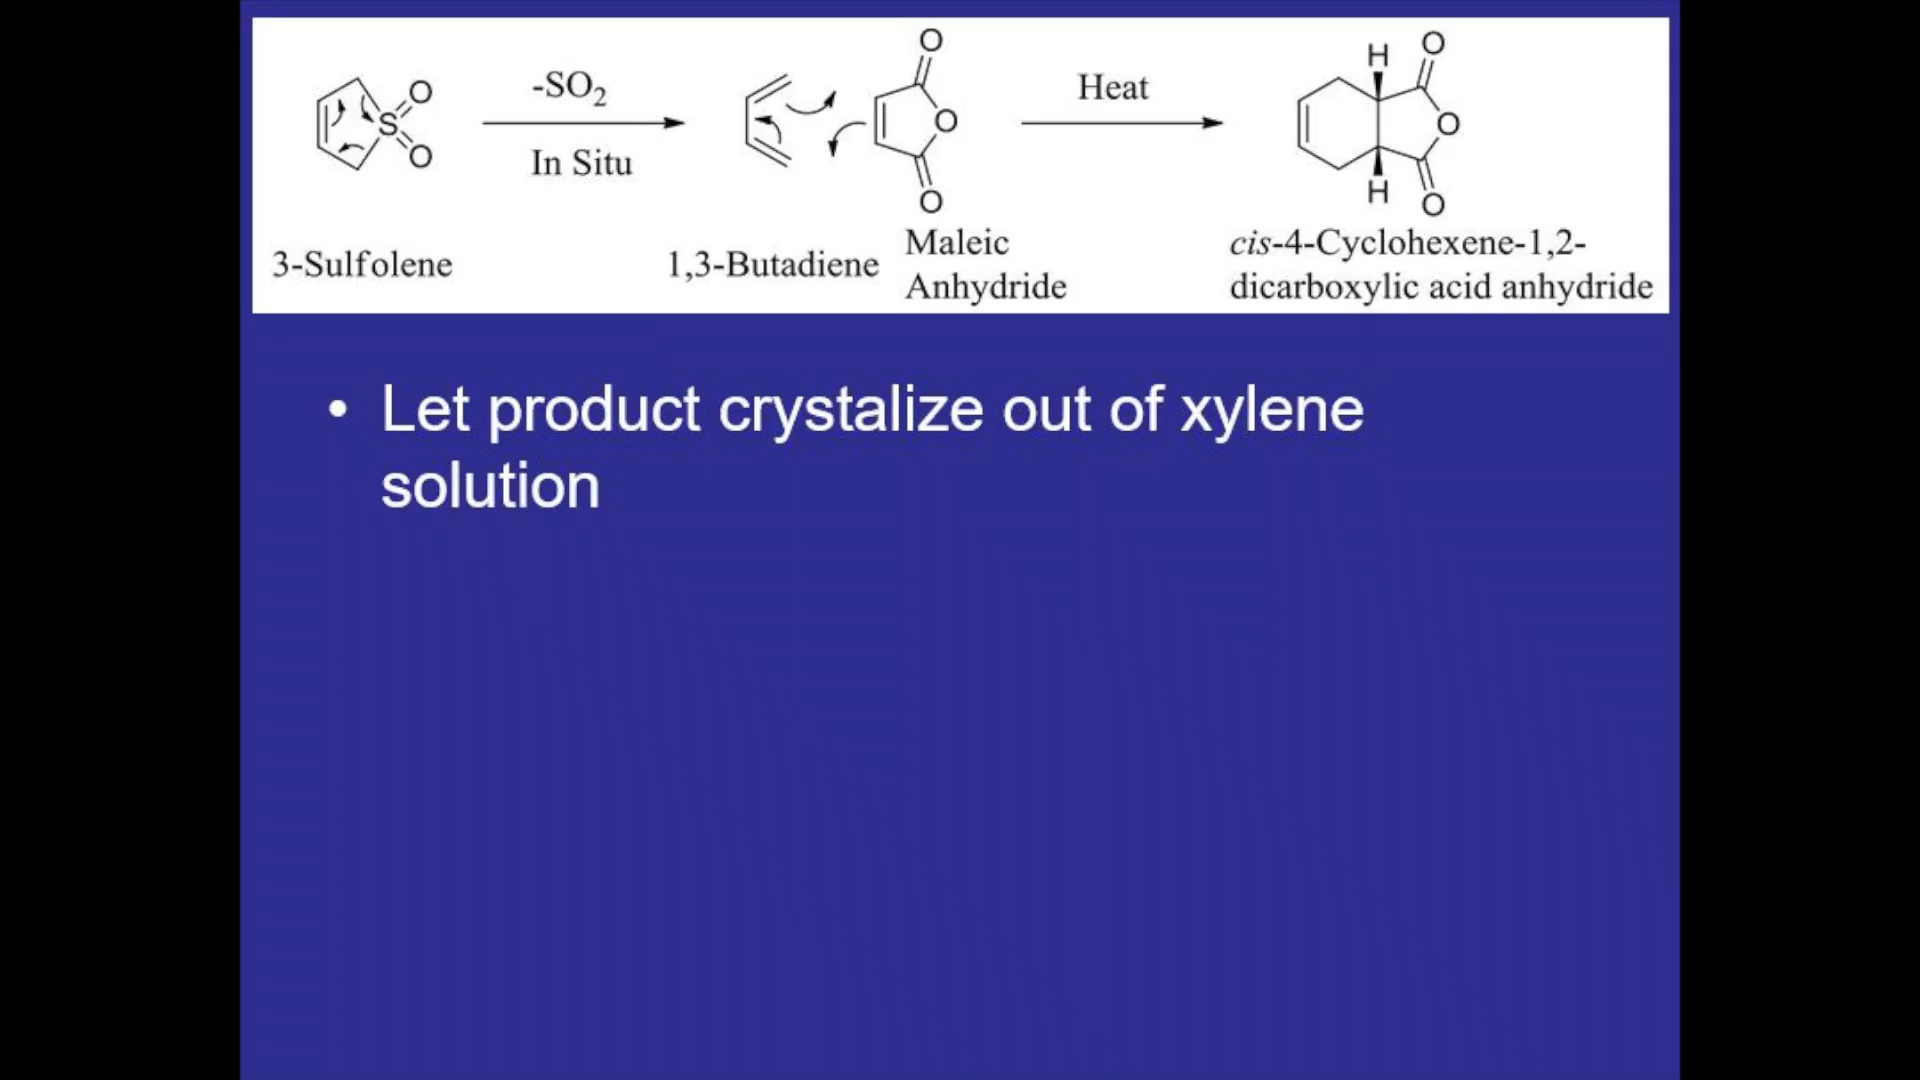 O
O
S
O
3-Sulfolene
-SO2
In Situ
1,3-Butadiene
O
O
O
Maleic
Anhydride
Heat
H
O
O
H
O
cis-4-Cyclohexene-1,2-
dicarboxylic acid anhydride
• Let product crystalize out of xylene
solution